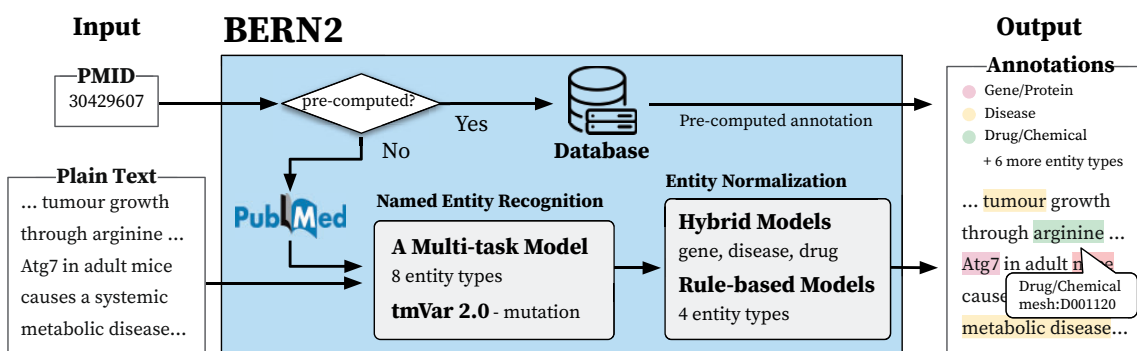 Input
BERN2
Output
PMID
30429607
pre-computed?
Yes
No
Database
Pre-computed annotation
Annotations
Gene/Protein
Disease
Drug/Chemical
+ 6 more entity types
Plain Text
... tumour growth
through arginine ...
Atg7 in adult mice
causes a systemic
metabolic disease...
PubMed
Named Entity Recognition
A Multi-task Model
8 entity types
tmVar 2.0 - mutation
Entity Normalization
Hybrid Models
gene, disease, drug
Rule-based Models
4 entity types
... tumour growth
through arginine ...
Atg7 in adult
Drug/Chemical
mesh:D001120
metabolic disease...